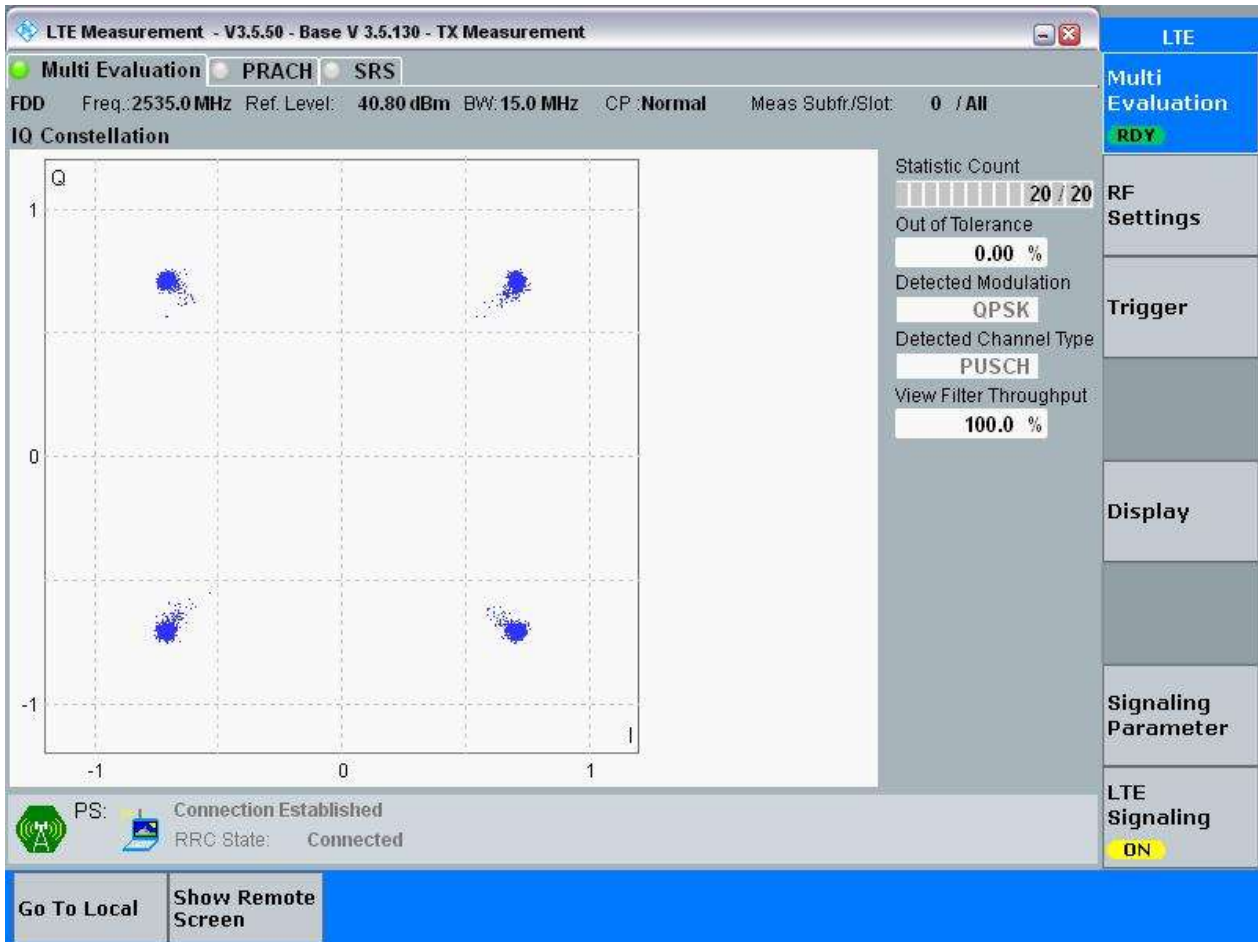 LTE Measurement - V3.5.50 - Base V 3.5.130 - TX Measurement
LTE
Multi Evaluation PRACH SRS
Multi
Evaluation
RDY
FDD Freq.:2535.0 MHz Ref. Level: 40.80 dBm BW:15.0 MHz CP :Normal Meas Subfr./Slot: 0 / All
IQ Constellation
Q
1
0
-1
I
-1 0 1
Statistic Count
20 / 20
Out of Tolerance
0.00 %
Detected Modulation
QPSK
Detected Channel Type
PUSCH
View Filter Throughput
100.0 %
RF
Settings
Trigger
Display
Signaling
Parameter
LTE
Signaling
ON
PS: Connection Established
RRC State: Connected
Go To Local
Show Remote
Screen